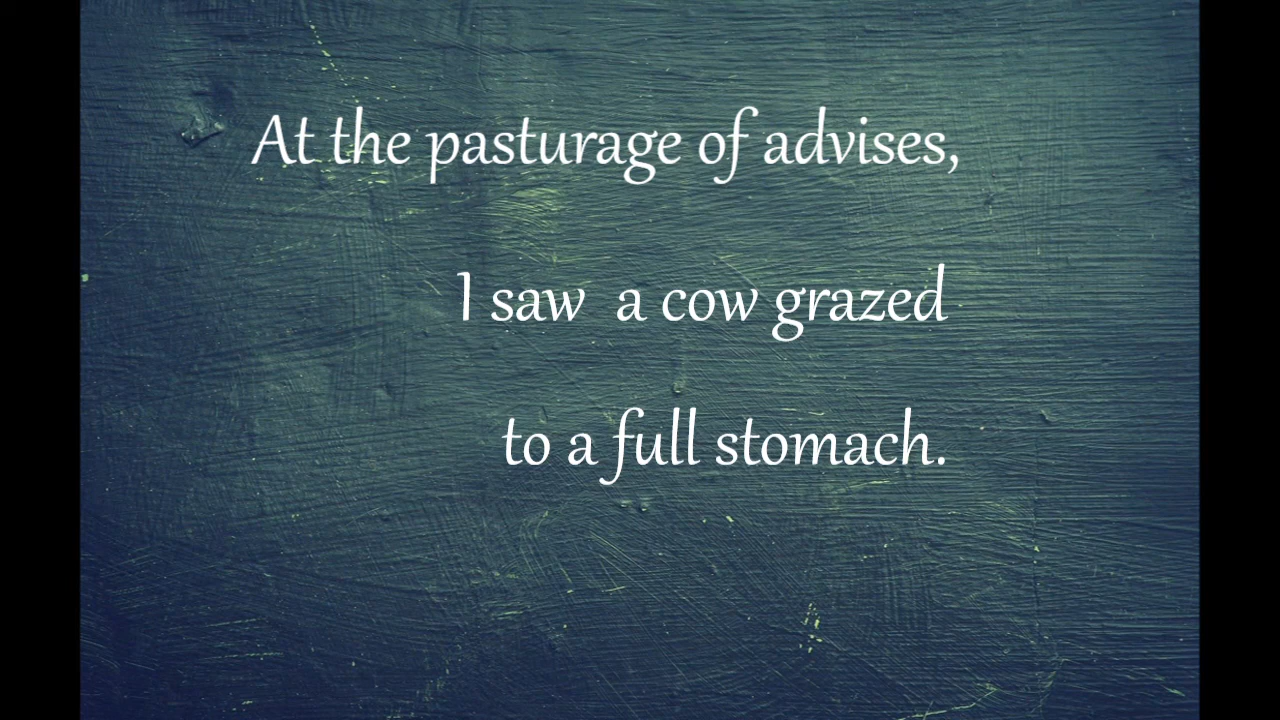 At the pasturage of advises,
I saw a cow grazed
to a full stomach.